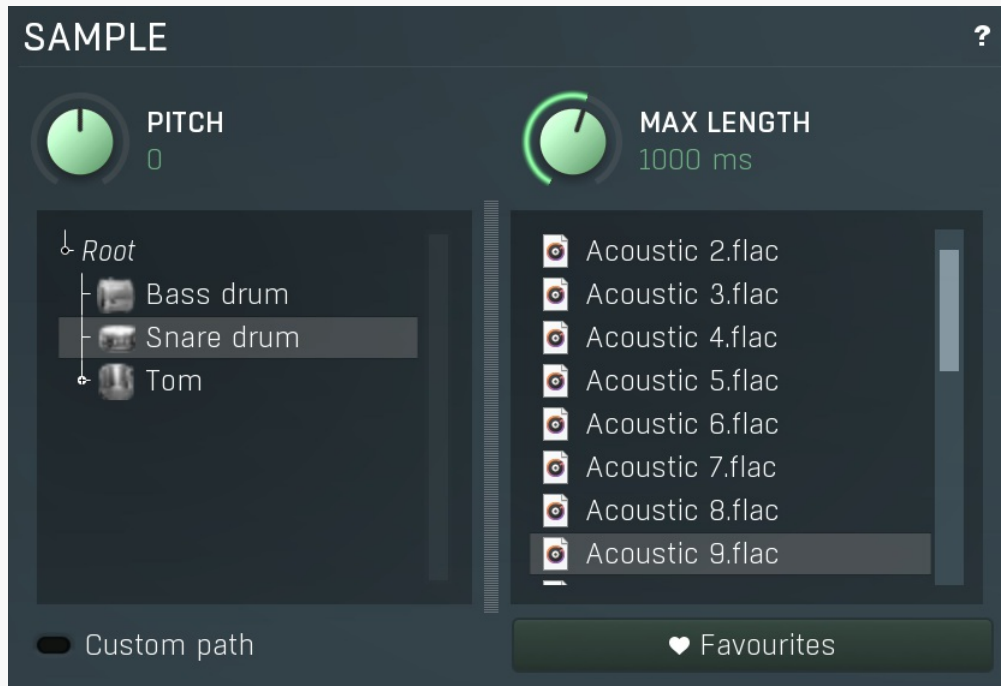 SAMPLE ?
PITCH
0
MAX LENGTH
1000 ms
Root
Bass drum
Snare drum
Tom
Acoustic 2.flac
Acoustic 3.flac
Acoustic 4.flac
Acoustic 5.flac
Acoustic 6.flac
Acoustic 7.flac
Acoustic 8.flac
Acoustic 9.flac
Custom path
Favourites